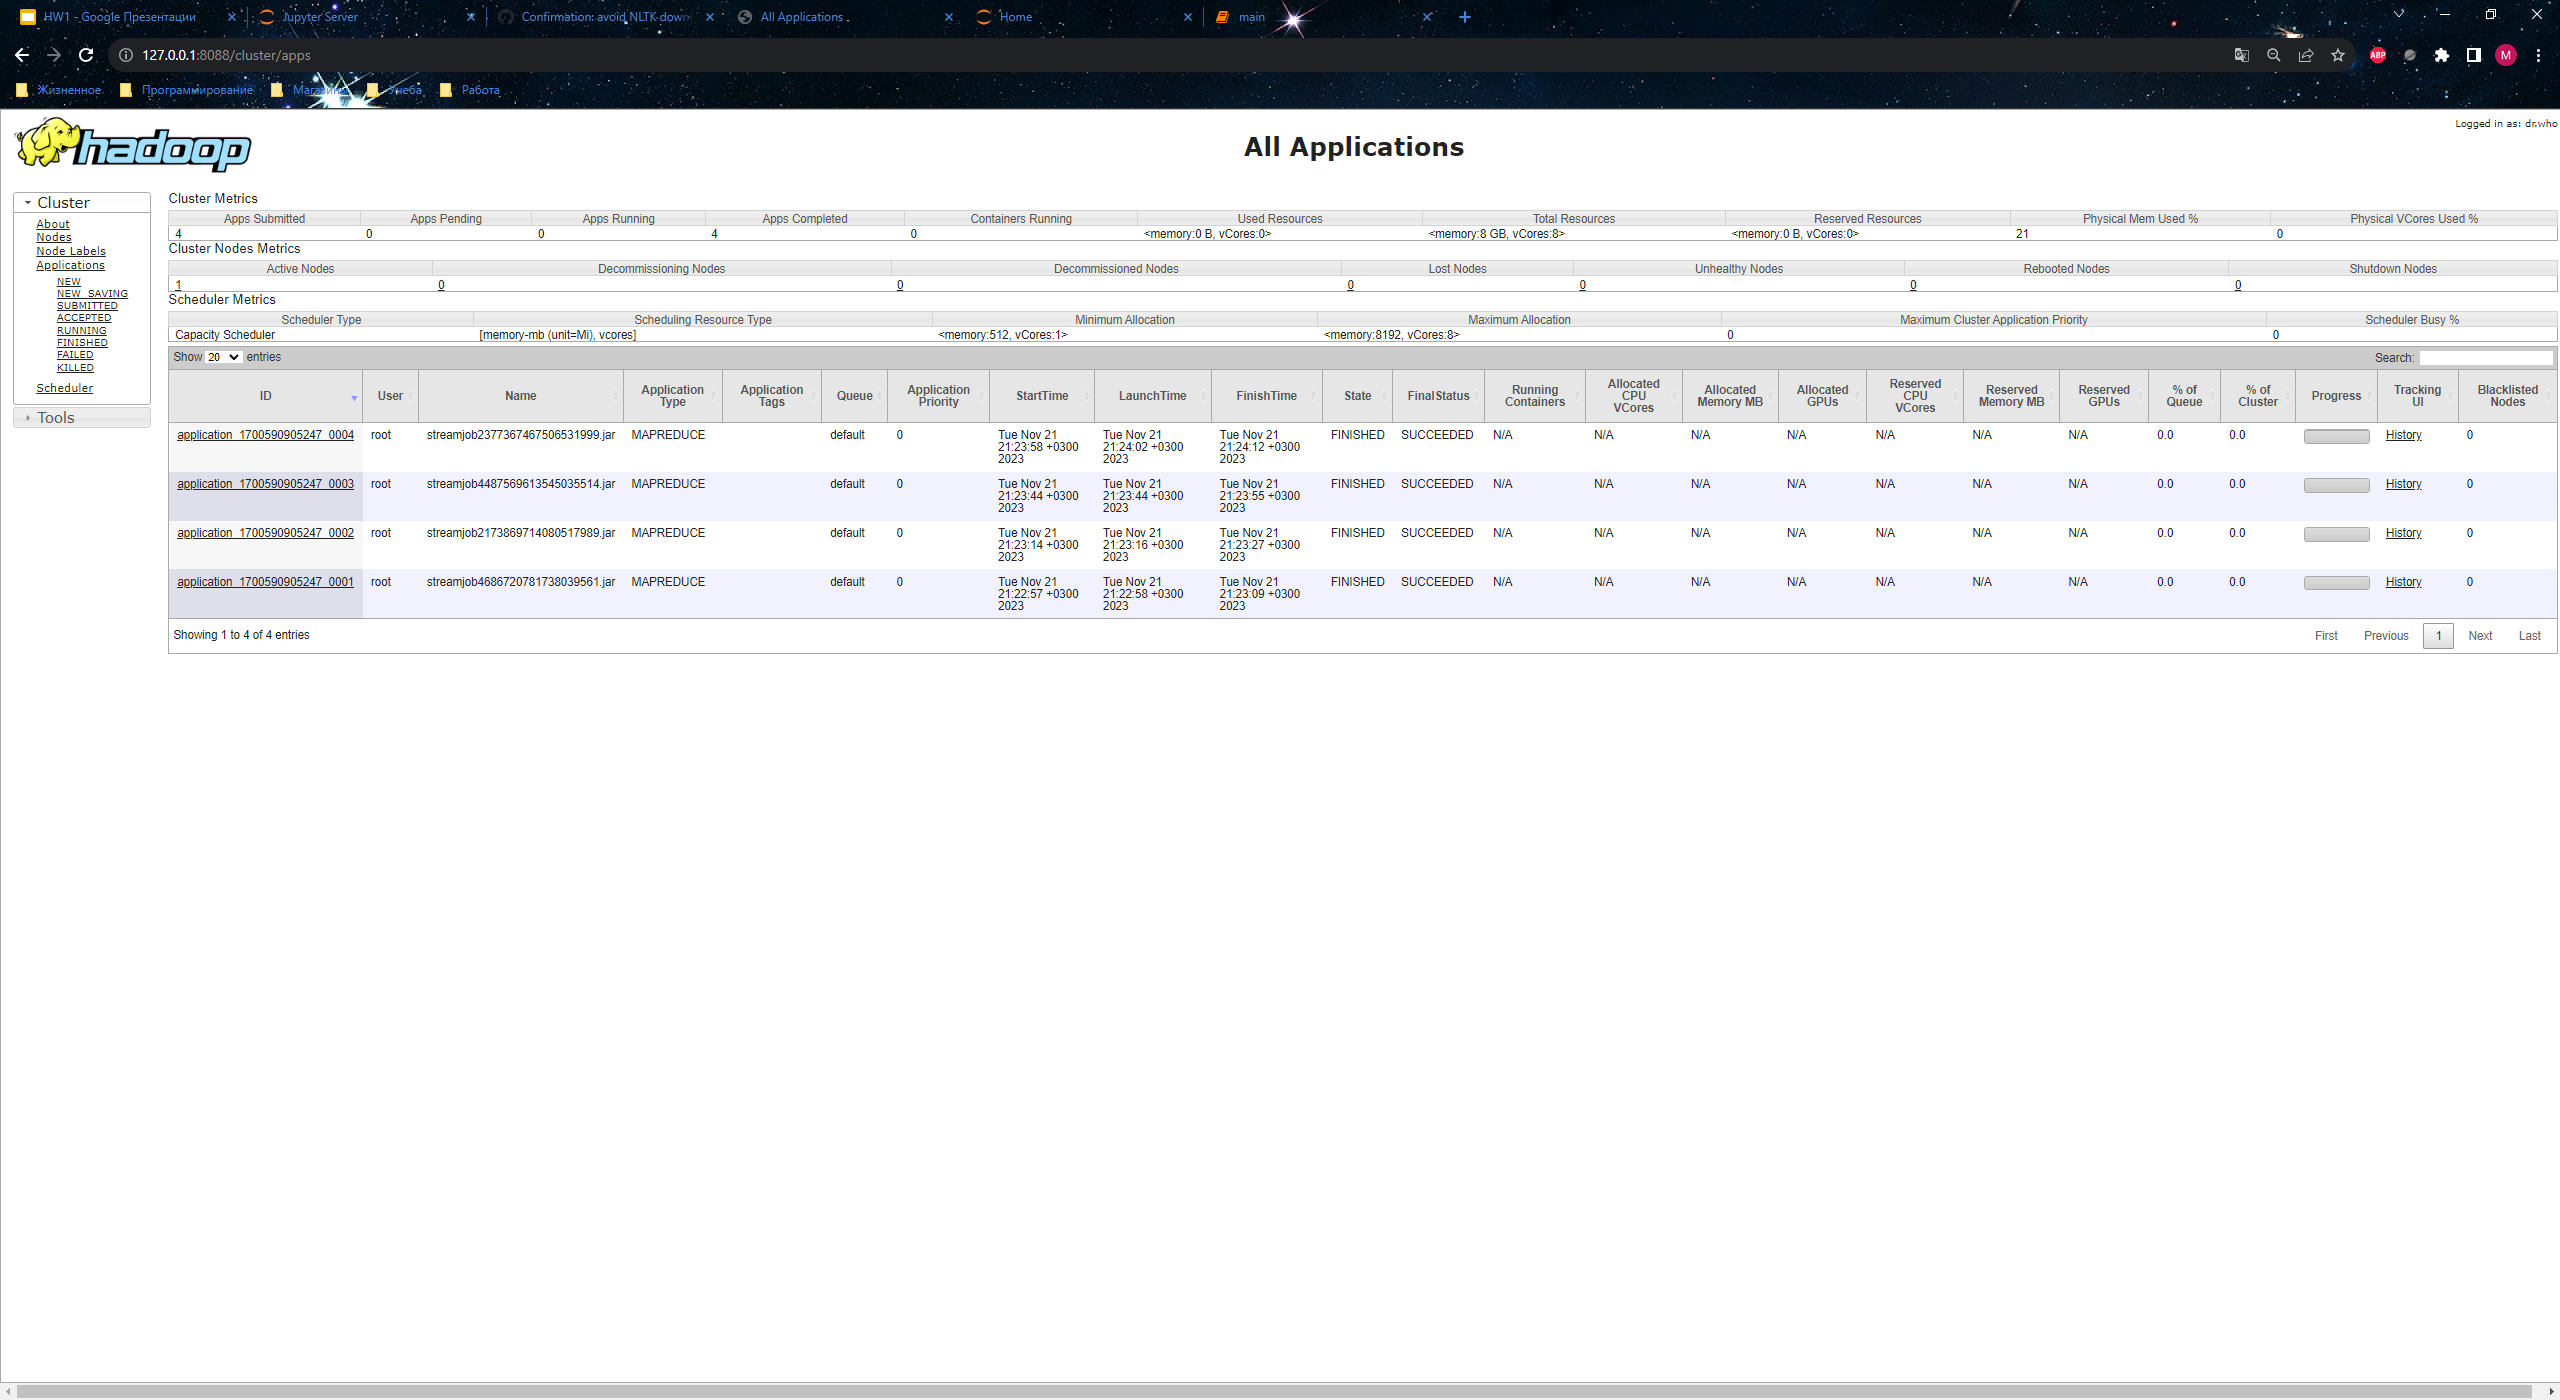 HW1 - Google Презентации
Jupyter Server
Confirmation: avoid NLTK down
All Applications
Home
main
127.0.0.1:8088/cluster/apps
ABP
M
Жизненное
Программирование
Магазины
Учеба
Работа
hadoop
All Applications
Logged in as: dr.who
Cluster
About
Nodes
Node Labels
Applications
NEW
NEW_SAVING
SUBMITTED
ACCEPTED
RUNNING
FINISHED
FAILED
KILLED
Scheduler
Tools
Cluster Metrics
Apps Submitted Apps Pending Apps Running Apps Completed Containers Running Used Resources Total Resources Reserved Resources Physical Mem Used % Physical VCores Used %
4 0 0 4 0 <memory:0 B, vCores:0> <memory:8 GB, vCores:8> <memory:0 B, vCores:0> 21 0
Cluster Nodes Metrics
Active Nodes Decommissioning Nodes Decommissioned Nodes Lost Nodes Unhealthy Nodes Rebooted Nodes Shutdown Nodes
1 0 0 0 0 0 0
Scheduler Metrics
Scheduler Type Scheduling Resource Type Minimum Allocation Maximum Allocation Maximum Cluster Application Priority Scheduler Busy %
Capacity Scheduler [memory-mb (unit=Mi), vcores] <memory:512, vCores:1> <memory:8192, vCores:8> 0 0
Show 20 entries Search:
ID User Name Application Type Application Tags Queue Application Priority StartTime LaunchTime FinishTime State FinalStatus Running Containers Allocated CPU VCores Allocated Memory MB Allocated GPUs Reserved CPU VCores Reserved Memory MB Reserved GPUs % of Queue % of Cluster Progress Tracking UI Blacklisted Nodes
application_1700590905247_0004 root streamjob2377367467506531999.jar MAPREDUCE default 0 Tue Nov 21 21:23:58 +0300 2023 Tue Nov 21 21:24:02 +0300 2023 Tue Nov 21 21:24:12 +0300 2023 FINISHED SUCCEEDED N/A N/A N/A N/A N/A N/A N/A 0.0 0.0 History 0
application_1700590905247_0003 root streamjob4487569613545035514.jar MAPREDUCE default 0 Tue Nov 21 21:23:44 +0300 2023 Tue Nov 21 21:23:44 +0300 2023 Tue Nov 21 21:23:55 +0300 2023 FINISHED SUCCEEDED N/A N/A N/A N/A N/A N/A N/A 0.0 0.0 History 0
application_1700590905247_0002 root streamjob2173869714080517989.jar MAPREDUCE default 0 Tue Nov 21 21:23:14 +0300 2023 Tue Nov 21 21:23:16 +0300 2023 Tue Nov 21 21:23:27 +0300 2023 FINISHED SUCCEEDED N/A N/A N/A N/A N/A N/A N/A 0.0 0.0 History 0
application_1700590905247_0001 root streamjob4686720781738039561.jar MAPREDUCE default 0 Tue Nov 21 21:22:57 +0300 2023 Tue Nov 21 21:22:58 +0300 2023 Tue Nov 21 21:23:09 +0300 2023 FINISHED SUCCEEDED N/A N/A N/A N/A N/A N/A N/A 0.0 0.0 History 0
Showing 1 to 4 of 4 entries First Previous 1 Next Last